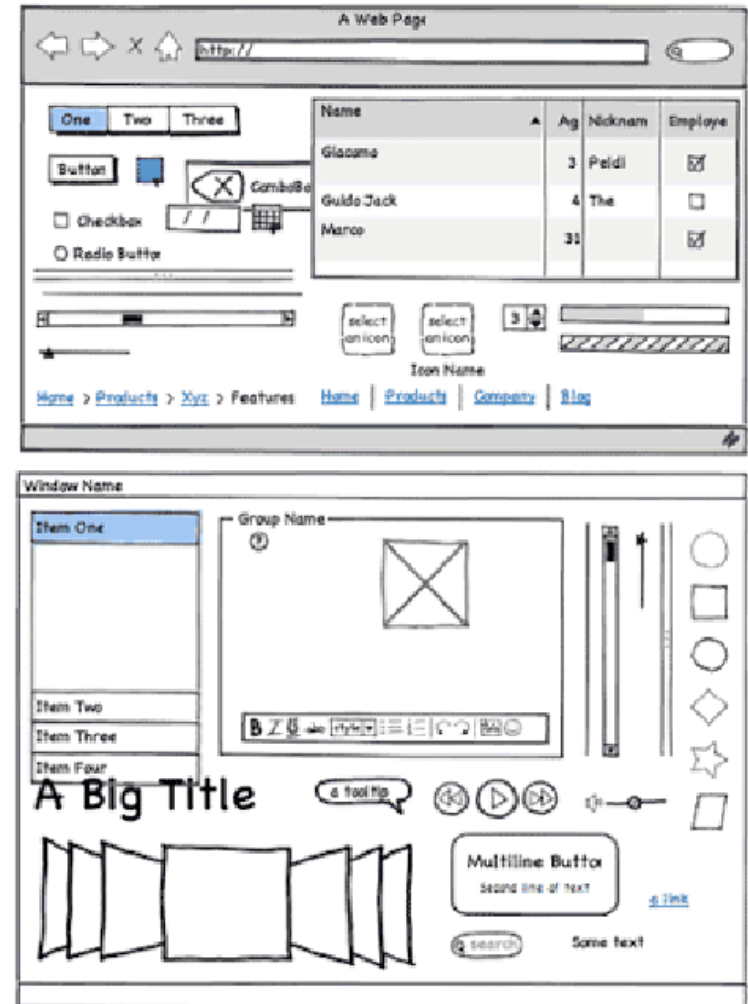 A Web Page
http://
One Two Three
Name Ag Nicknam Employe
Button
Giacomo 3 Peldi
ComboBo
Guido Jack 4 The
Checkbox / /
Marco 31
Radio Butto
select an icon
select an icon
3
Icon Name
Home > Products > Xyz > Features
Home | Products | Company | Blog
Window Name
Item One
Group Name
?
Item Two
B I U abc style
Item Three
Item Four
A Big Title
a tooltip
Multiline Butto
Second line of text
a link
search
Some text